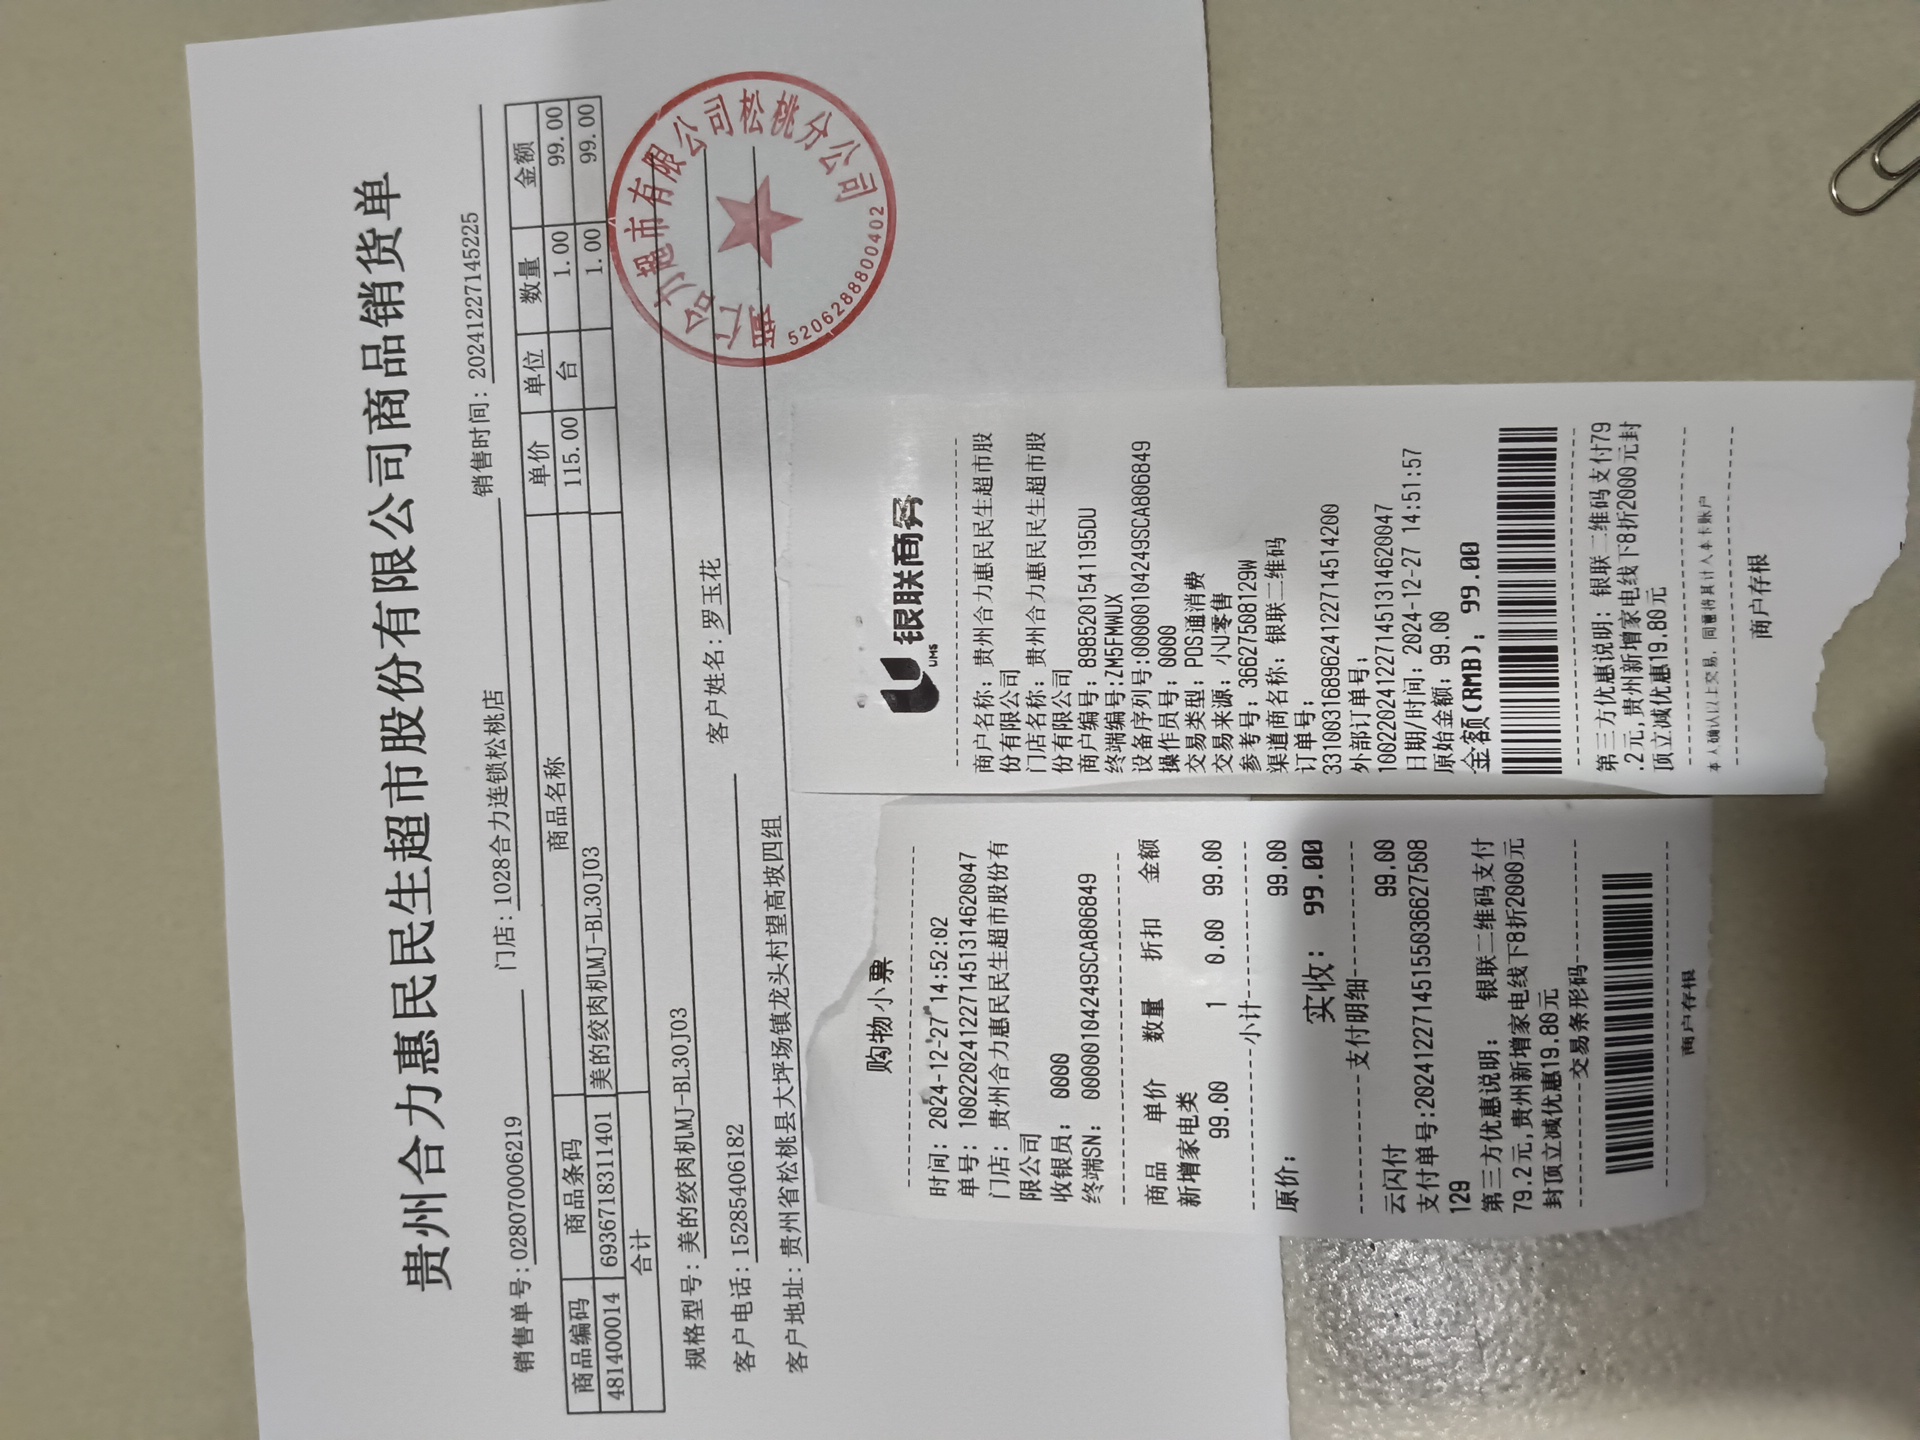 贵州合力惠民民生超市股份有限公司商品销货单
销售单号: 028070006219 门店: 1028合力连锁松桃店 销售时间: 20241227145225
商品编码 商品条码 商品名称 单价 单位 数量 金额
481400014 6936718311401 美的绞肉机MJ-BL30J03 115.00 台 1.00 99.00
合计 1.00 99.00
规格型号: 美的绞肉机MJ-BL30J03
客户电话: 15285406182 客户姓名: 罗玉花
客户地址: 贵州省松桃县大坪场镇龙头村望高坡四组
合力超市有限公司松桃分公司
5206288800402
购物小票
时间: 2024-12-27 14:52:02
单号: 1002202412271451314620047
门店: 贵州合力惠民民生超市股份有
限公司
收银员: 0000
终端SN: 00000104249SCA806849
商品 单价 数量 折扣 金额
新增家电类
99.00 1 0.00 99.00
小计
原价: 99.00
实收: 99.00
支付明细
云闪付 99.00
支付单号:20241227145155036627508
129
第三方优惠说明: 银联二维码支付
79.2元,贵州新增家电线下8折2000元
封顶立减优惠19.80元
交易条形码
商户存根
银联商务
UMS
商户名称: 贵州合力惠民民生超市股
份有限公司
门店名称: 贵州合力惠民民生超市股
份有限公司
商户编号: 8985201541195DU
终端编号:ZM5FMWUX
设备序列号:00000104249SCA806849
操作员号: 0000
交易类型: POS通消费
交易来源: 小U零售
参考号: 36627508129W
渠道商名称: 银联二维码
订单号:
33100316896241227145 14200
外部订单号:
1002202412271451314620047
日期/时间: 2024-12-27 14:51:57
原始金额: 99.00
金额(RMB): 99.00
第三方优惠说明: 银联二维码支付79
.2元,贵州新增家电线下8折2000元封
顶立减优惠19.80元
本人确认以上交易, 同意将其计入本卡账户
商户存根